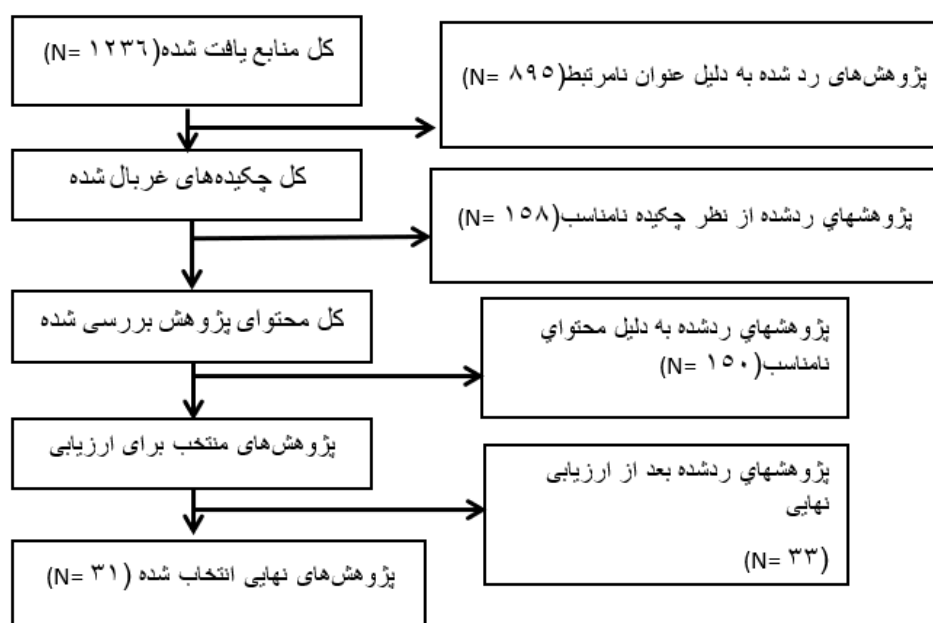 کل منابع یافت شده(N= ۱۲۳۶)
پژوهش‌های رد شده به دلیل عنوان نامرتبط(N= ۸۹۵)
کل چکیده‌های غربال شده
پژوهشهاي ردشده از نظر چکیده نامناسب(N= ۱۵۸)
کل محتوای پژوهش بررسی شده
پژوهشهاي ردشده به دلیل محتواي
نامناسب(N= ۱۵۰)
پژوهش‌های منتخب برای ارزیابی
پژوهشهاي ردشده بعد از ارزیابی
نهایی
(N= ۳۳)
پژوهش‌های نهایی انتخاب شده (N= ۳۱)